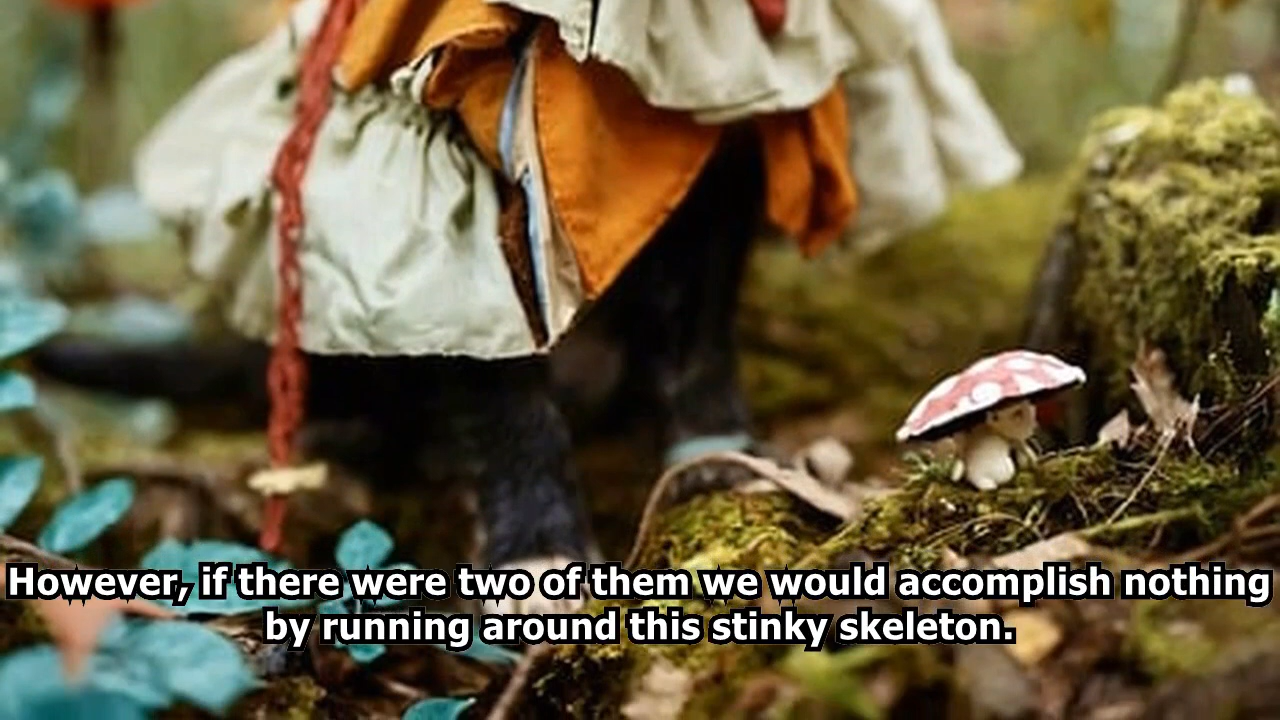 However, if there were two of them we would accomplish nothing
by running around this stinky skeleton.